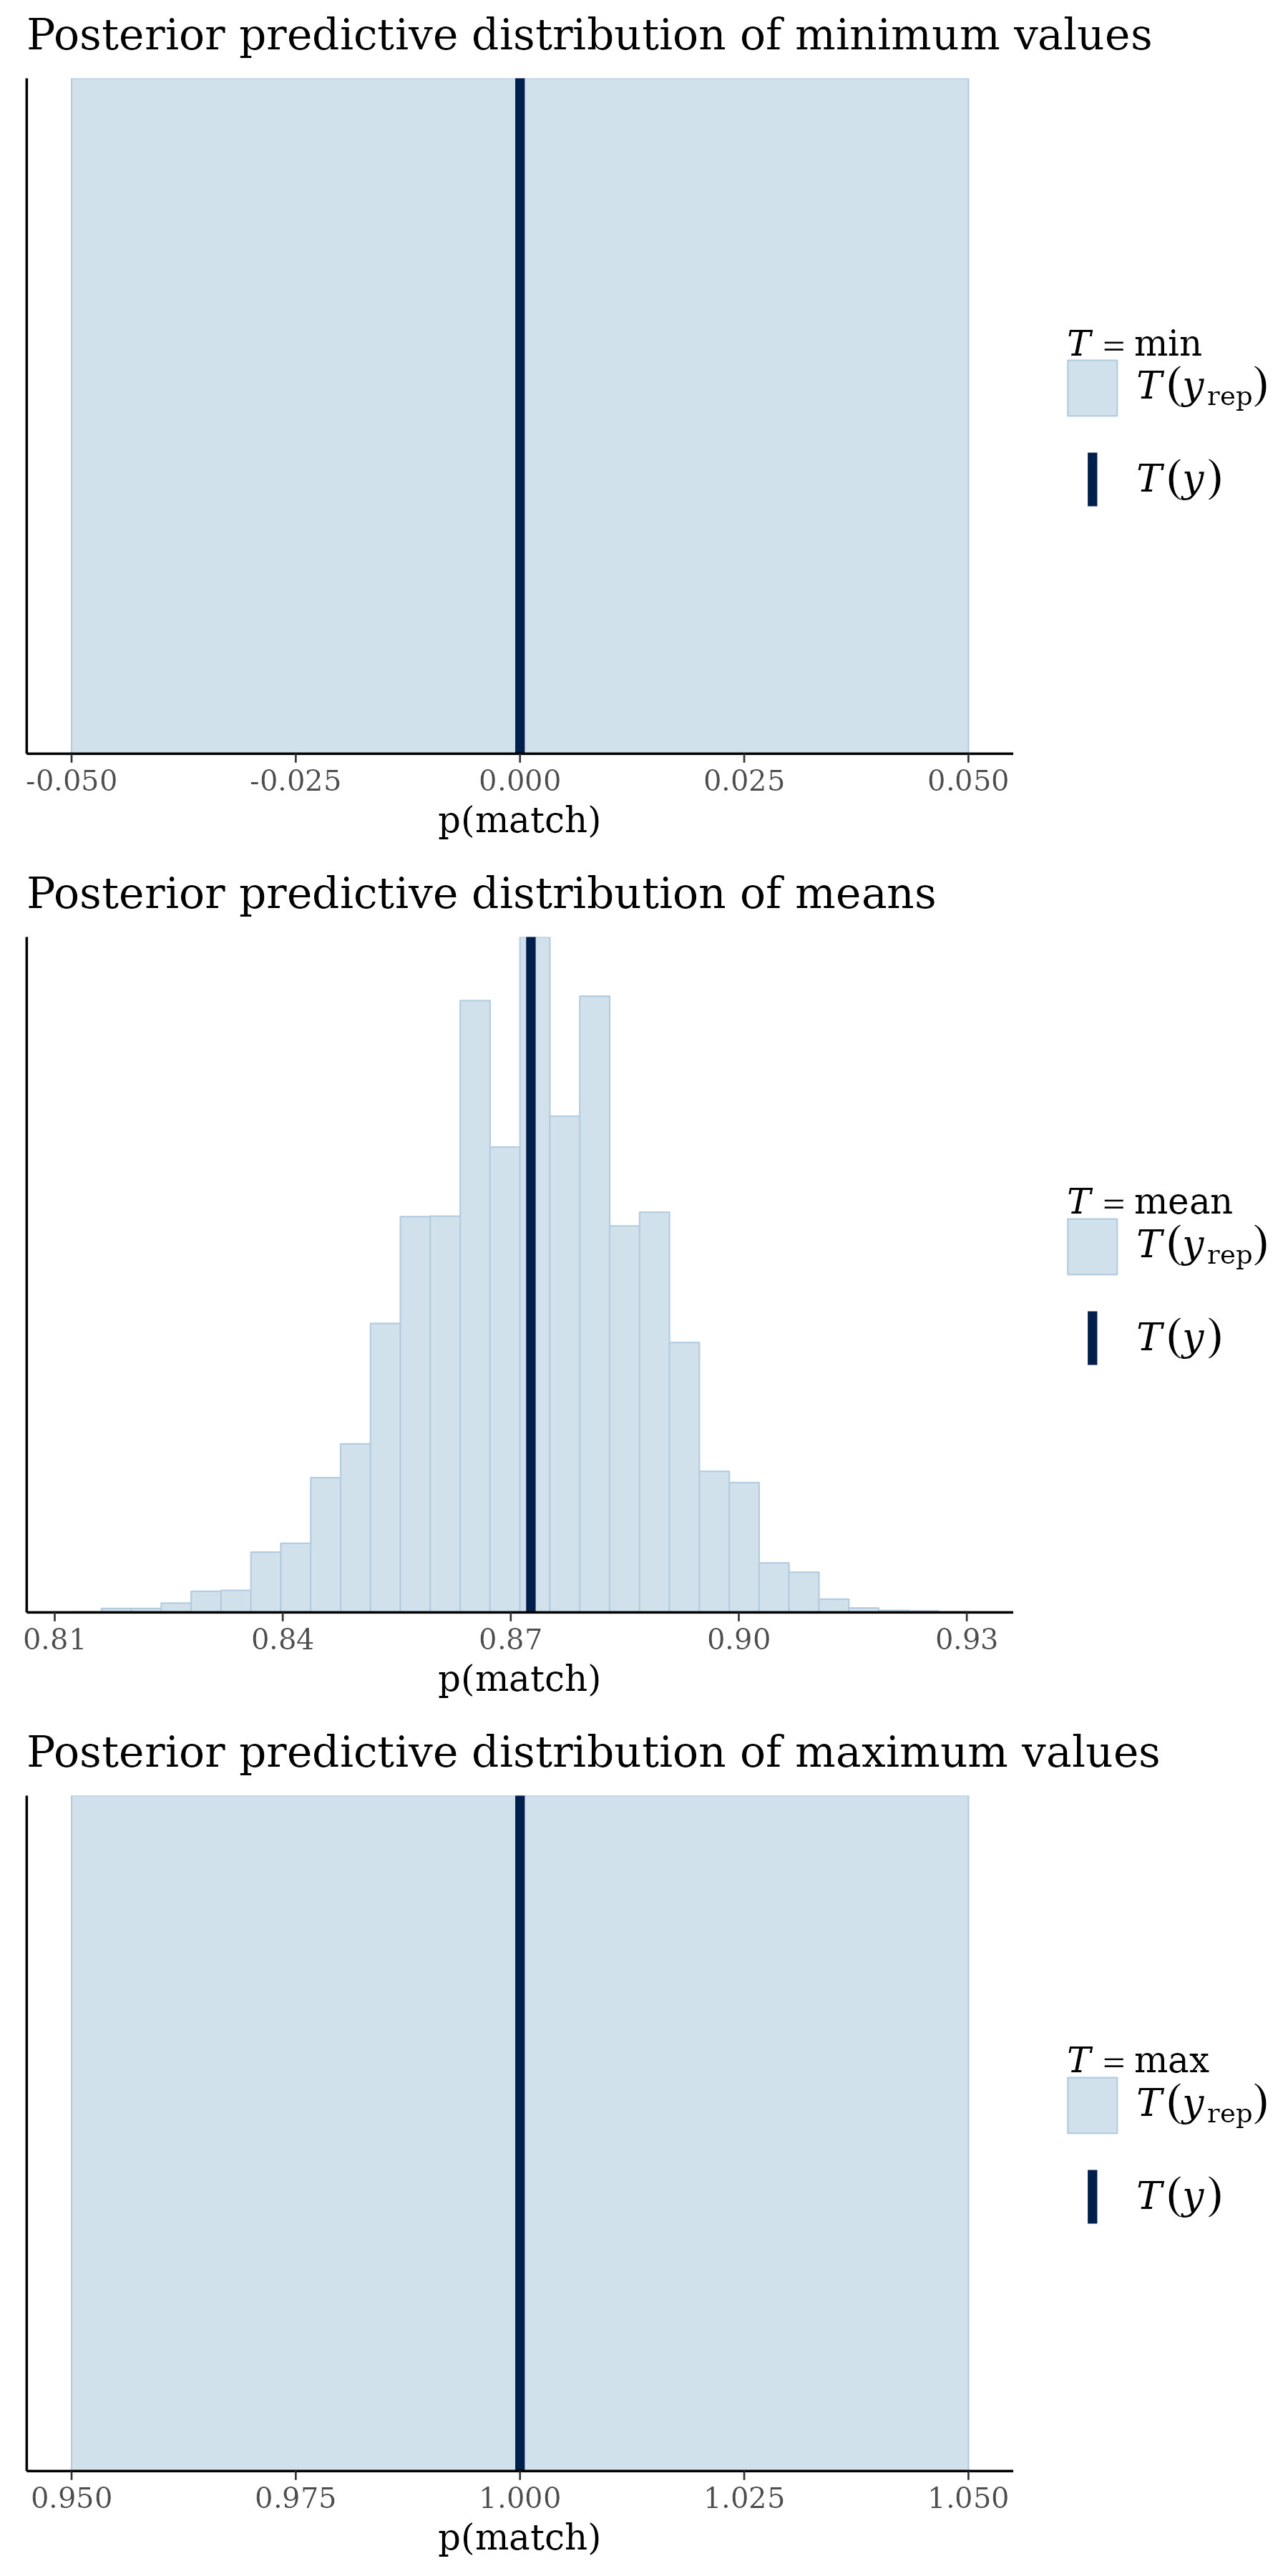 Posterior predictive distribution of minimum values
T = min
T(yrep)
T(y)
-0.050 -0.025 0.000 0.025 0.050
p(match)
Posterior predictive distribution of means
T = mean
T(yrep)
T(y)
0.81 0.84 0.87 0.90 0.93
p(match)
Posterior predictive distribution of maximum values
T = max
T(yrep)
T(y)
0.950 0.975 1.000 1.025 1.050
p(match)